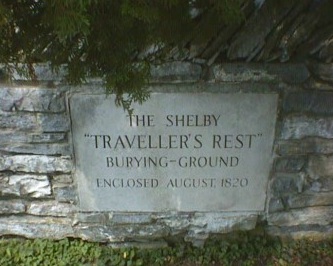 THE SHELBY
"TRAVELLER'S REST"
BURYING-GROUND
ENCLOSED AUGUST, 1820